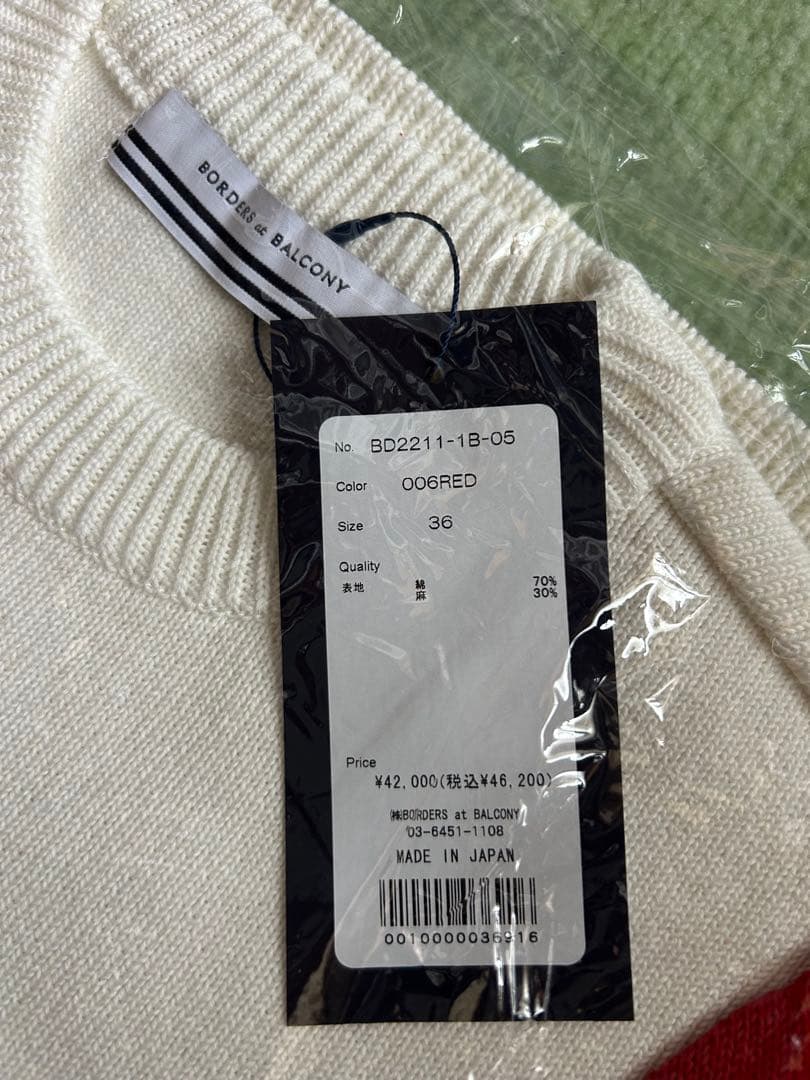 BORDERS at BALCONY
No. BD2211-1B-05
Color 006RED
Size 36
Quality
表地 綿 70%
麻 30%
Price
¥42,000(税込¥46,200)
㈱BORDERS at BALCONY
03-6451-1108
MADE IN JAPAN
0010000036916